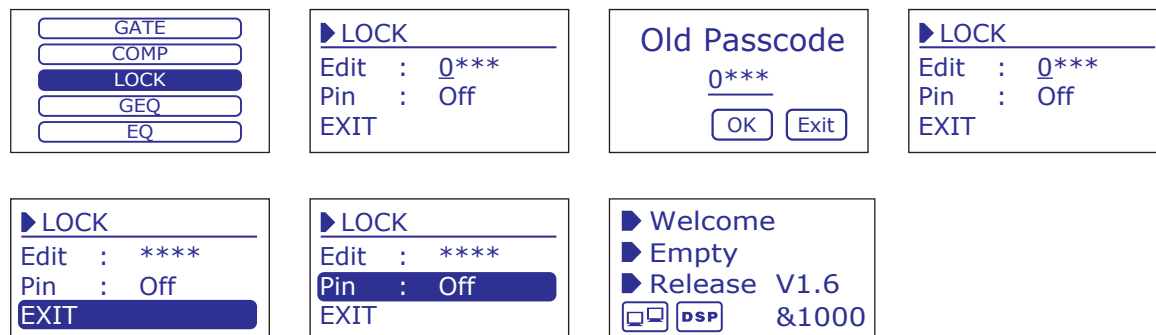 GATE
COMP
LOCK
GEQ
EQ
LOCK
Edit : 0***
Pin : Off
EXIT
Old Passcode
0***
OK Exit
LOCK
Edit : 0***
Pin : Off
EXIT
LOCK
Edit : ****
Pin : Off
EXIT
LOCK
Edit : ****
Pin : Off
EXIT
Welcome
Empty
Release V1.6
DSP &1000